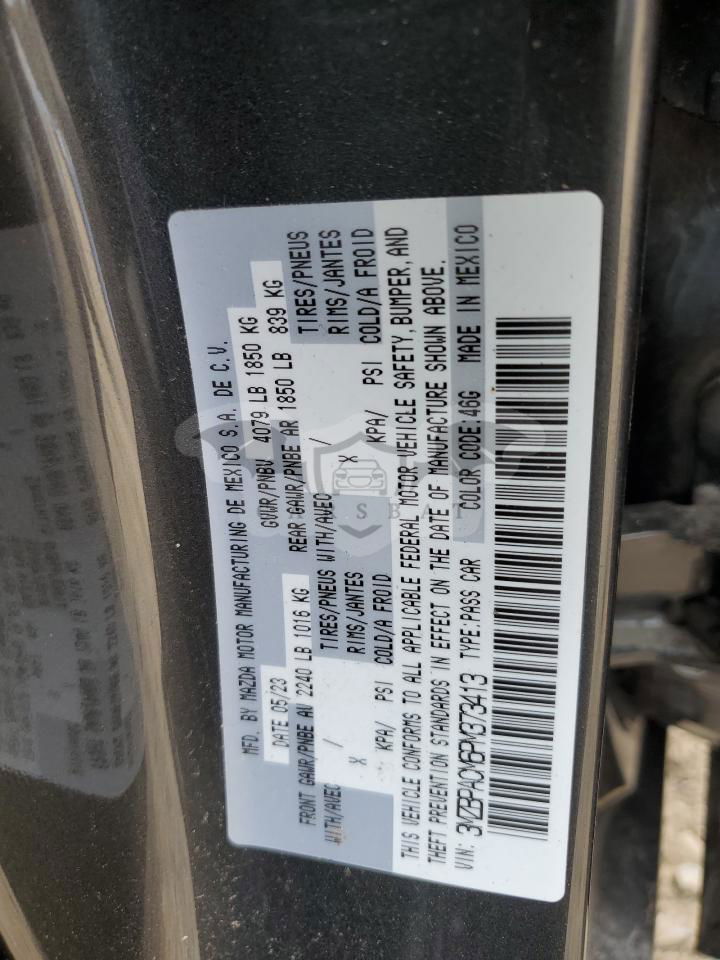 MFD. BY MAZDA MOTOR MANUFACTURING DE MEXICO S.A. DE C.V.
DATE 05/23 GVWR/PNBV 4079 LB 1850 KG
FRONT GAWR/PNBE AV 2240 LB 1016 KG REAR GAWR/PNBE AR 1850 LB 839 KG
WITH/AVEC / TIRES/PNEUS WITH/AVEC / TIRES/PNEUS
X RIMS/JANTES X RIMS/JANTES
KPA/ PSI COLD/A FROID KPA/ PSI COLD/A FROID
THIS VEHICLE CONFORMS TO ALL APPLICABLE FEDERAL MOTOR VEHICLE SAFETY, BUMPER, AND
THEFT PREVENTION STANDARDS IN EFFECT ON THE DATE OF MANUFACTURE SHOWN ABOVE.
VIN: 3MZBPACM6PM373413 TYPE:PASS CAR COLOR CODE:46G MADE IN MEXICO